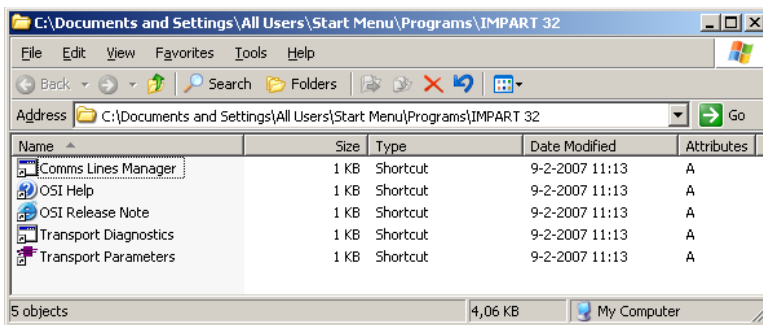 C:\Documents and Settings\All Users\Start Menu\Programs\IMPART 32
File Edit View Favorites Tools Help
Back Search Folders
Address C:\Documents and Settings\All Users\Start Menu\Programs\IMPART 32 Go
Name Size Type Date Modified Attributes
Comms Lines Manager 1 KB Shortcut 9-2-2007 11:13 A
OSI Help 1 KB Shortcut 9-2-2007 11:13 A
OSI Release Note 1 KB Shortcut 9-2-2007 11:13 A
Transport Diagnostics 1 KB Shortcut 9-2-2007 11:13 A
Transport Parameters 1 KB Shortcut 9-2-2007 11:13 A
5 objects 4,06 KB My Computer